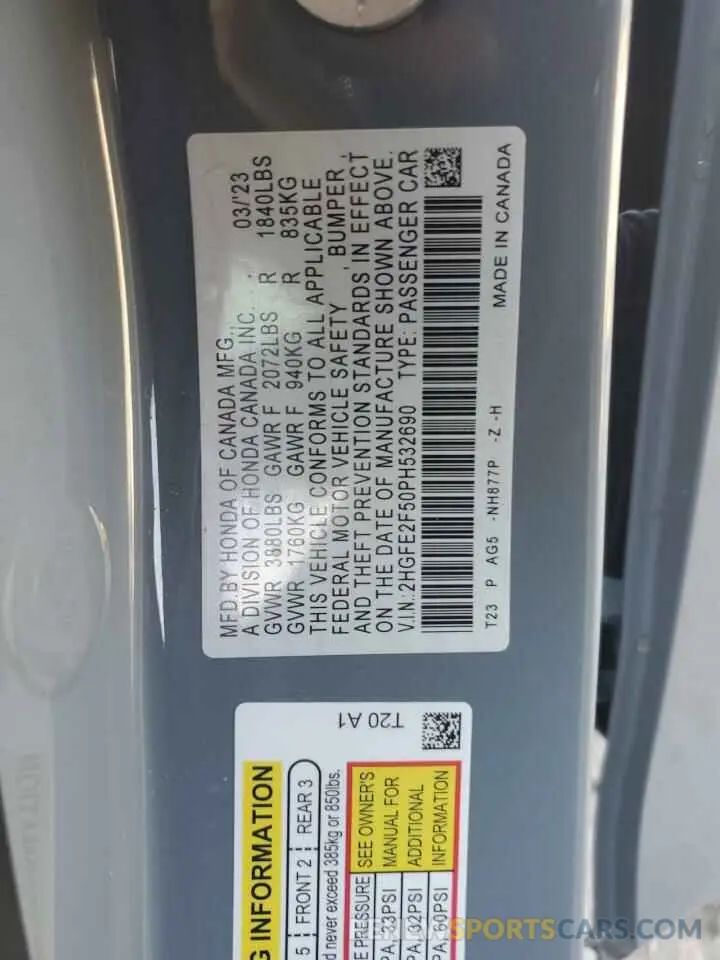 MFD.BY HONDA OF CANADA MFG.,
A DIVISION OF HONDA CANADA INC. . . 03/'23
GVWR 3880LBS GAWR F 2072LBS R 1840LBS
GVWR 1760KG GAWR F 940KG R 835KG
THIS VEHICLE CONFORMS TO ALL APPLICABLE
FEDERAL MOTOR VEHICLE SAFETY , BUMPER ,
AND THEFT PREVENTION STANDARDS IN EFFECT
ON THE DATE OF MANUFACTURE SHOWN ABOVE.
V.I.N.:2HGFE2F50PH532690 TYPE: PASSENGER CAR
T23 P AG5 -NH877P -Z -H MADE IN CANADA
T20 A1
G INFORMATION
5 FRONT 2 REAR 3
d never exceed 385kg or 850lbs.
E PRESSURE SEE OWNER'S
PA, 33PSI MANUAL FOR
PA, 32PSI ADDITIONAL
PA, 60PSI INFORMATION
SPORTSCARS.COM